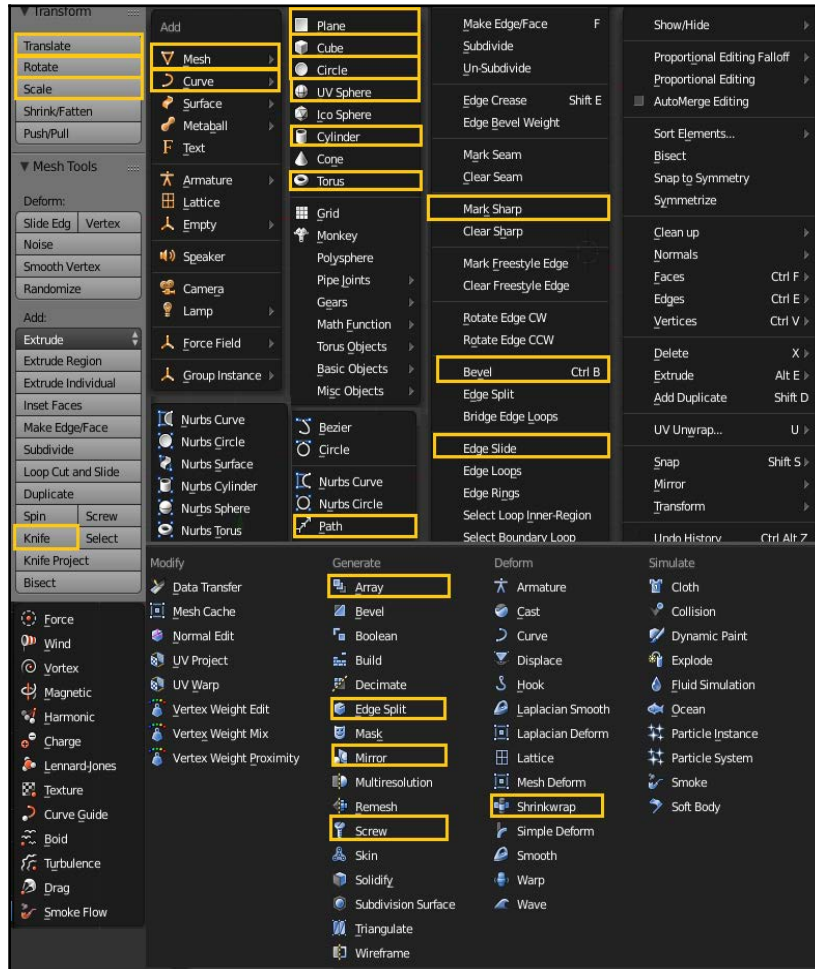 Transform
Translate
Rotate
Scale
Shrink/Fatten
Push/Pull
Mesh Tools
Deform:
Slide Edg Vertex
Noise
Smooth Vertex
Randomize
Add:
Extrude
Extrude Region
Extrude Individual
Inset Faces
Make Edge/Face
Subdivide
Loop Cut and Slide
Duplicate
Spin Screw
Knife Select
Knife Project
Bisect
Force
Wind
Vortex
Magnetic
Harmonic
Charge
Lennard-Jones
Texture
Curve Guide
Boid
Turbulence
Drag
Smoke Flow
Add
Mesh
Curve
Surface
Metaball
Text
Armature
Lattice
Empty
Speaker
Camera
Lamp
Force Field
Group Instance
Nurbs Curve
Nurbs Circle
Nurbs Surface
Nurbs Cylinder
Nurbs Sphere
Nurbs Torus
Plane
Cube
Circle
UV Sphere
Ico Sphere
Cylinder
Cone
Torus
Grid
Monkey
Polysphere
Pipe Joints
Gears
Math Function
Torus Objects
Basic Objects
Misc Objects
Bezier
Circle
Nurbs Curve
Nurbs Circle
Path
Make Edge/Face F
Subdivide
Un-Subdivide
Edge Crease Shift E
Edge Bevel Weight
Mark Seam
Clear Seam
Mark Sharp
Clear Sharp
Mark Freestyle Edge
Clear Freestyle Edge
Rotate Edge CW
Rotate Edge CCW
Bevel Ctrl B
Edge Split
Bridge Edge Loops
Edge Slide
Edge Loops
Edge Rings
Select Loop Inner-Region
Select Boundary Loop
Show/Hide
Proportional Editing Falloff
Proportional Editing
AutoMerge Editing
Sort Elements...
Bisect
Snap to Symmetry
Symmetrize
Clean up
Normals
Faces Ctrl F
Edges Ctrl E
Vertices Ctrl V
Delete X
Extrude Alt E
Add Duplicate Shift D
UV Unwrap... U
Snap Shift S
Mirror
Transform
Undo History Ctrl Alt Z
Modify
Data Transfer
Mesh Cache
Normal Edit
UV Project
UV Warp
Vertex Weight Edit
Vertex Weight Mix
Vertex Weight Proximity
Generate
Array
Bevel
Boolean
Build
Decimate
Edge Split
Mask
Mirror
Multiresolution
Remesh
Screw
Skin
Solidify
Subdivision Surface
Triangulate
Wireframe
Deform
Armature
Cast
Curve
Displace
Hook
Laplacian Smooth
Laplacian Deform
Lattice
Mesh Deform
Shrinkwrap
Simple Deform
Smooth
Warp
Wave
Simulate
Cloth
Collision
Dynamic Paint
Explode
Fluid Simulation
Ocean
Particle Instance
Particle System
Smoke
Soft Body